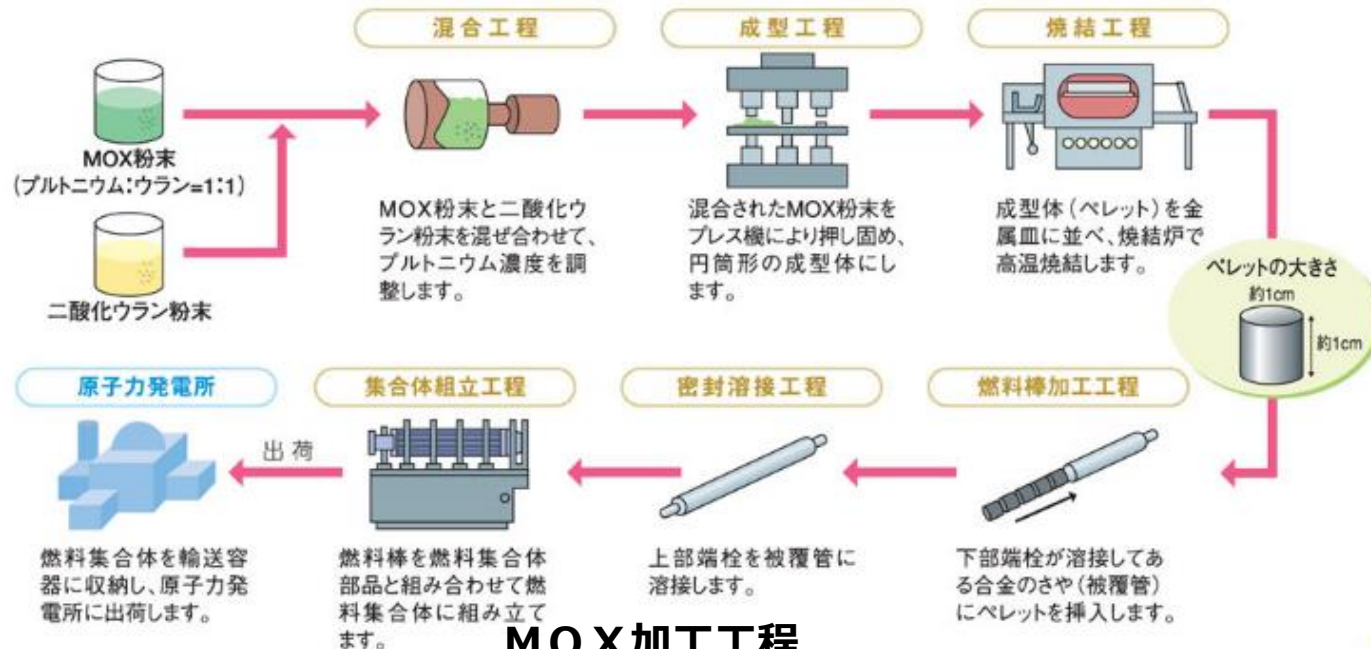 混合工程
成型工程
焼結工程
MOX粉末
(プルトニウム:ウラン=1:1)
二酸化ウラン粉末
MOX粉末と二酸化ウ
ラン粉末を混ぜ合わせて、
プルトニウム濃度を調
整します。
混合されたMOX粉末を
プレス機により押し固め、
円筒形の成型体にし
ます。
成型体(ペレット)を金
属皿に並べ、焼結炉で
高温焼結します。
ペレットの大きさ
約1cm
約1cm
原子力発電所
集合体組立工程
密封溶接工程
燃料棒加工工程
出荷
燃料集合体を輸送容
器に収納し、原子力発
電所に出荷します。
燃料棒を燃料集合体
部品と組み合わせて燃
料集合体に組み立て
ます。
上部端栓を被覆管に
溶接します。
下部端栓が溶接してあ
る合金のさや(被覆管)
にペレットを挿入します。
MOX加工工程